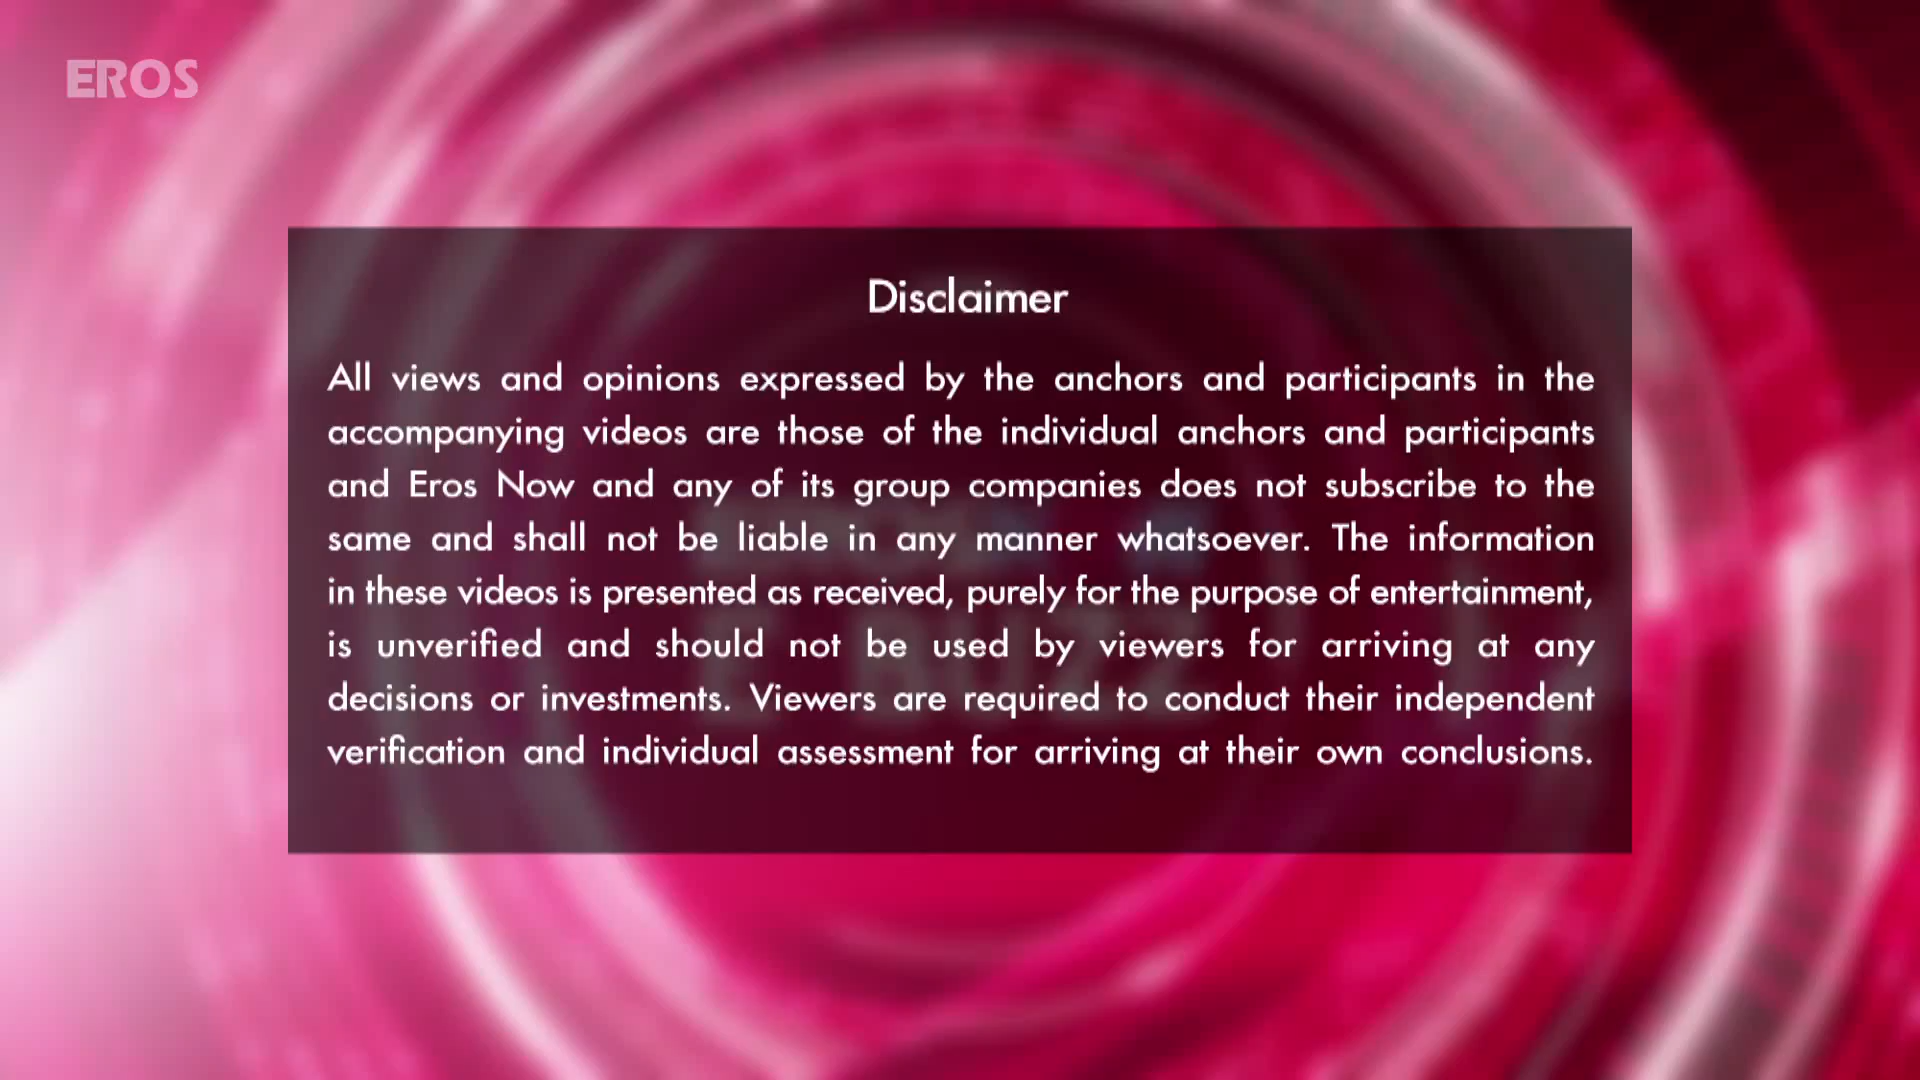 EROS
Disclaimer
All views and opinions expressed by the anchors and participants in the
accompanying videos are those of the individual anchors and participants
and Eros Now and any of its group companies does not subscribe to the
same and shall not be liable in any manner whatsoever. The information
in these videos is presented as received, purely for the purpose of entertainment,
is unverified and should not be used by viewers for arriving at any
decisions or investments. Viewers are required to conduct their independent
verification and individual assessment for arriving at their own conclusions.